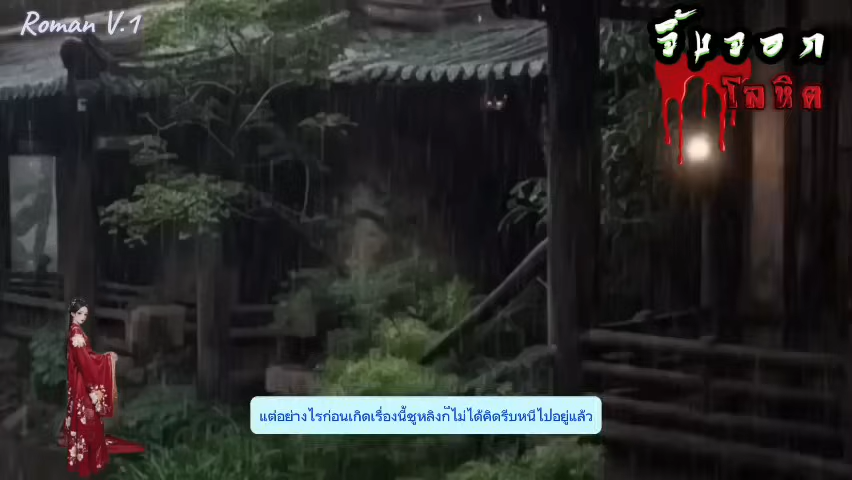 Roman V.1
จิ้มจอก
โลหิต
แต่อย่างไรก่อนเกิดเรื่องนี้ซูหลิงก็ไม่ได้คิดรีบหนีไปอยู่แล้ว